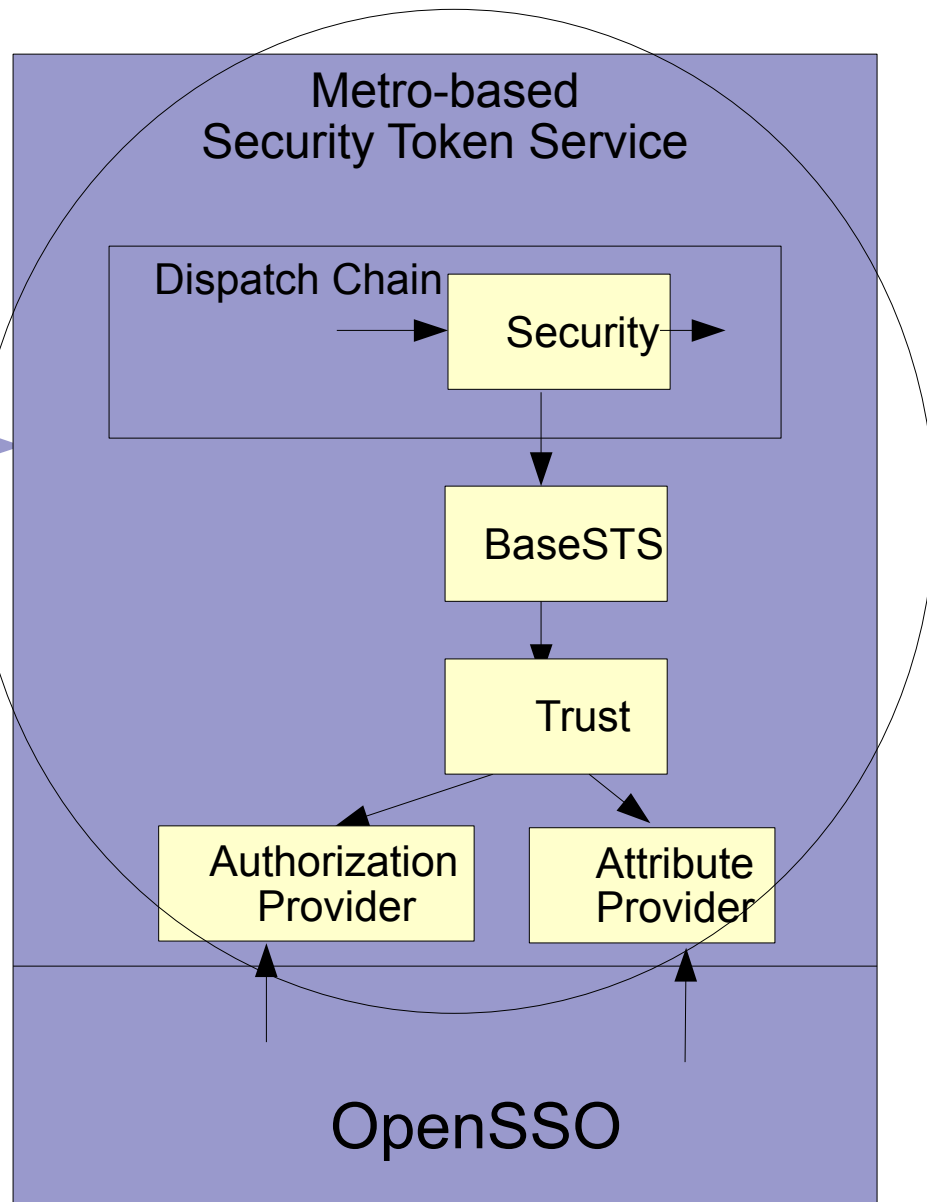 Metro-based
Security Token Service
Dispatch Chain
Security
BaseSTS
Trust
Authorization
Provider
Attribute
Provider
OpenSSO